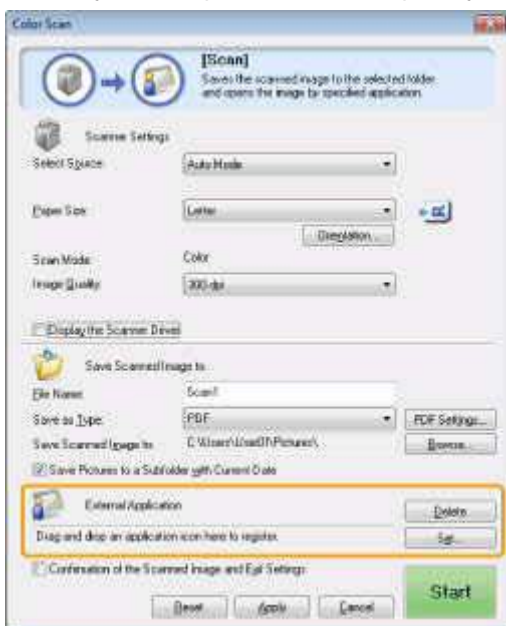 Color Scan
[Scan]
Saves the scanned image to the selected folder
and opens the image by specified application.
Scanner Settings
Select Source:
Auto Mode
Paper Size:
Letter
Orientation...
Scan Mode:
Color
Image Quality:
300 dpi
Display the Scanner Driver
Save Scanned Image to
File Name:
Scan1
Save as Type:
PDF
PDF Settings...
Save Scanned Image to:
Browse...
Save Pictures to a Subfolder with Current Date
External Application
Delete
Drag and drop an application icon here to register.
Set...
Confirmation of the Scanned Image and Exif Settings
Start
Reset
Apply
Cancel